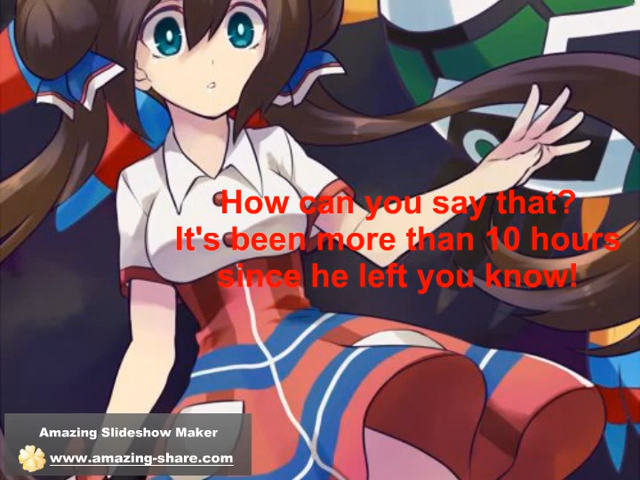 How can you say that?
It's been more than 10 hours
since he left you know!
Amazing Slideshow Maker
www.amazing-share.com